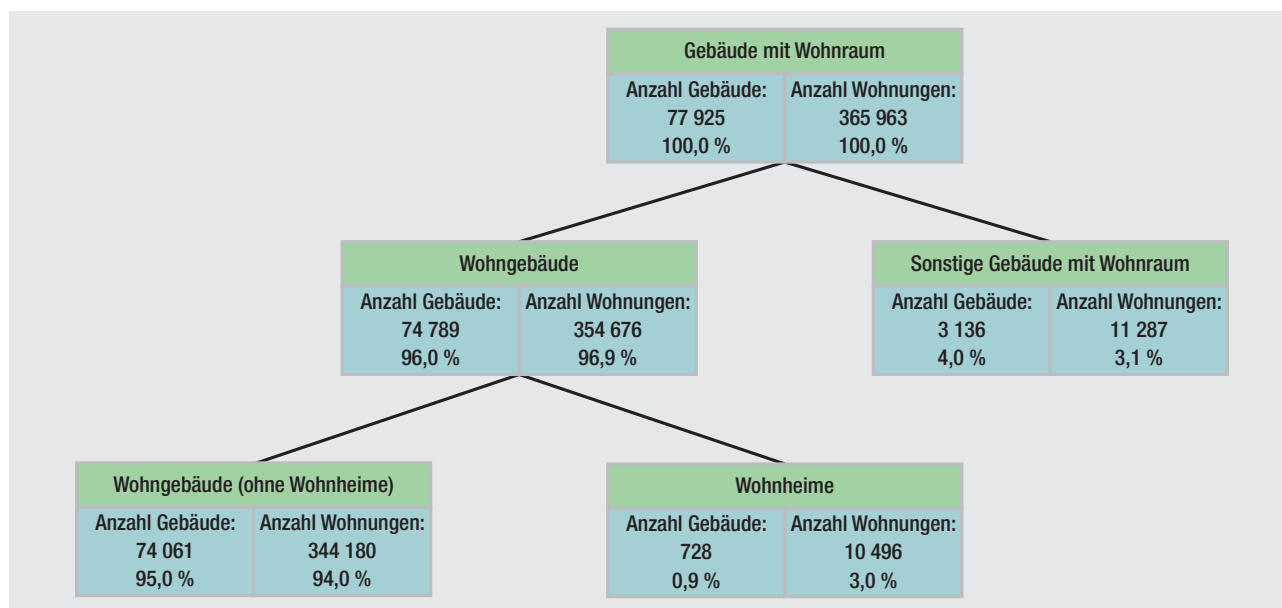 Gebäude mit Wohnraum
Anzahl Gebäude: Anzahl Wohnungen:
77 925 365 963
100,0 % 100,0 %
Wohngebäude
Anzahl Gebäude: Anzahl Wohnungen:
74 789 354 676
96,0 % 96,9 %
Sonstige Gebäude mit Wohnraum
Anzahl Gebäude: Anzahl Wohnungen:
3 136 11 287
4,0 % 3,1 %
Wohngebäude (ohne Wohnheime)
Anzahl Gebäude: Anzahl Wohnungen:
74 061 344 180
95,0 % 94,0 %
Wohnheime
Anzahl Gebäude: Anzahl Wohnungen:
728 10 496
0,9 % 3,0 %